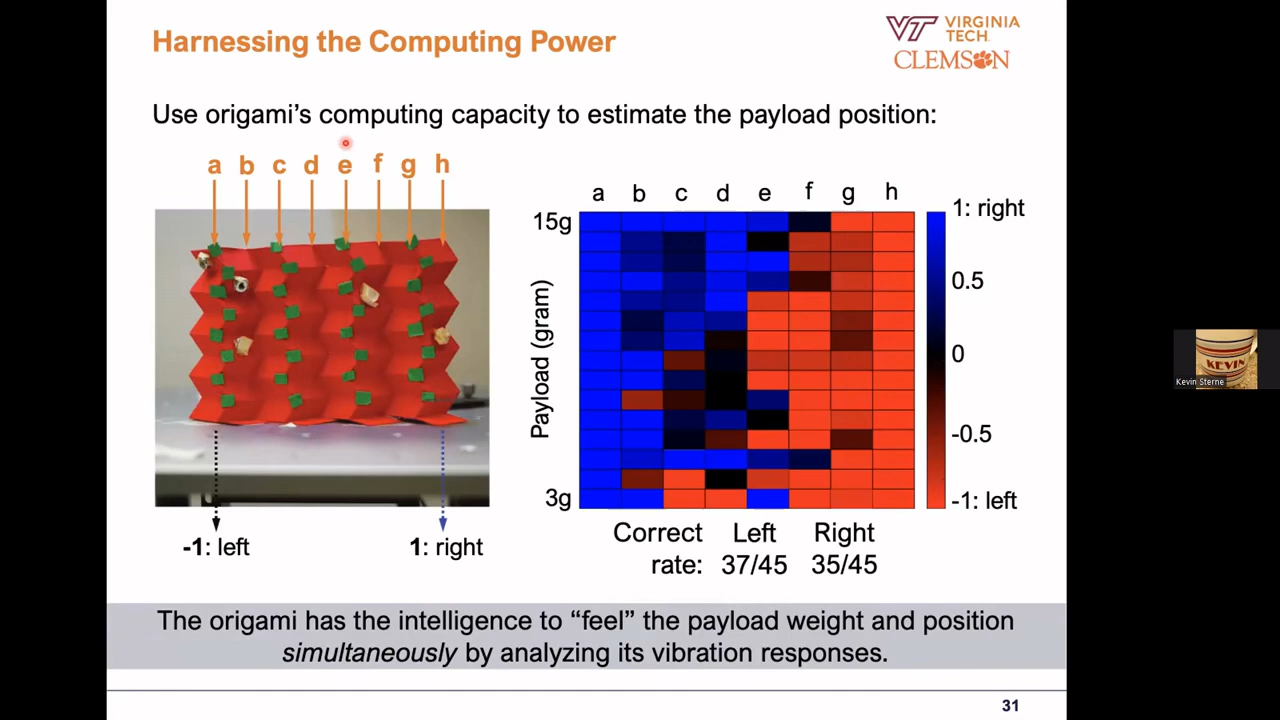 Harnessing the Computing Power
VT VIRGINIA
TECH
CLEMSON
Use origami's computing capacity to estimate the payload position:
a b c d e f g h
a b c d e f g h
15g
Payload (gram)
3g
1: right
0.5
0
-0.5
-1: left
-1: left
1: right
Correct Left Right
rate: 37/45 35/45
KEVIN
Kevin Sterne
The origami has the intelligence to “feel” the payload weight and position
simultaneously by analyzing its vibration responses.
31